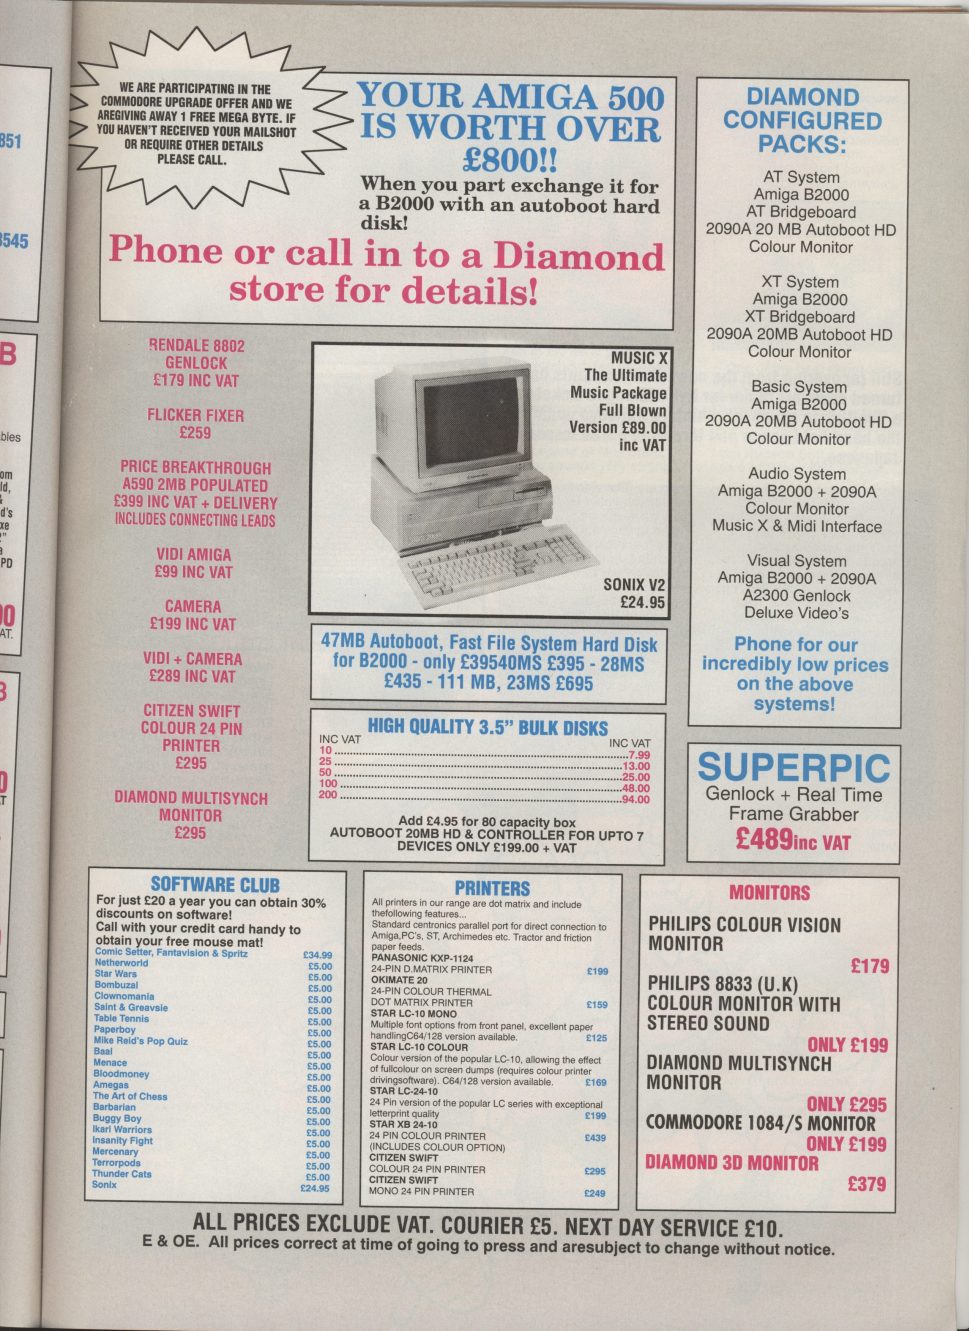 WE ARE PARTICIPATING IN THE
COMMODORE UPGRADE OFFER AND WE
AREGIVING AWAY 1 FREE MEGA BYTE. IF
YOU HAVEN'T RECEIVED YOUR MAILSHOT
OR REQUIRE OTHER DETAILS
PLEASE CALL.
YOUR AMIGA 500
IS WORTH OVER
£800!!
When you part exchange it for
a B2000 with an autoboot hard
disk!
Phone or call in to a Diamond
store for details!
DIAMOND
CONFIGURED
PACKS:
AT System
Amiga B2000
AT Bridgeboard
2090A 20 MB Autoboot HD
Colour Monitor
XT System
Amiga B2000
XT Bridgeboard
2090A 20MB Autoboot HD
Colour Monitor
Basic System
Amiga B2000
2090A 20MB Autoboot HD
Colour Monitor
Audio System
Amiga B2000 + 2090A
Colour Monitor
Music X & Midi Interface
Visual System
Amiga B2000 + 2090A
A2300 Genlock
Deluxe Video's
Phone for our
incredibly low prices
on the above
systems!
RENDALE 8802
GENLOCK
£179 INC VAT
FLICKER FIXER
£259
PRICE BREAKTHROUGH
A590 2MB POPULATED
£399 INC VAT + DELIVERY
INCLUDES CONNECTING LEADS
VIDI AMIGA
£99 INC VAT
CAMERA
£199 INC VAT
VIDI + CAMERA
£289 INC VAT
CITIZEN SWIFT
COLOUR 24 PIN
PRINTER
£295
DIAMOND MULTISYNCH
MONITOR
£295
MUSIC X
The Ultimate
Music Package
Full Blown
Version £89.00
inc VAT
SONIX V2
£24.95
47MB Autoboot, Fast File System Hard Disk
for B2000 - only £39540MS £395 - 28MS
£435 - 111 MB, 23MS £695
HIGH QUALITY 3.5" BULK DISKS
INC VAT INC VAT
10 ....................7.99
25 ....................13.00
50 ....................25.00
100 ....................48.00
200 ....................94.00
Add £4.95 for 80 capacity box
AUTOBOOT 20MB HD & CONTROLLER FOR UPTO 7
DEVICES ONLY £199.00 + VAT
SUPERPIC
Genlock + Real Time
Frame Grabber
£489inc VAT
SOFTWARE CLUB
For just £20 a year you can obtain 30%
discounts on software!
Call with your credit card handy to
obtain your free mouse mat!
Comic Setter, Fantavision & Spritz £34.99
Netherworld £5.00
Star Wars £5.00
Bombuzal £5.00
Clownomania £5.00
Saint & Greavsie £5.00
Table Tennis £5.00
Paperboy £5.00
Mike Reid's Pop Quiz £5.00
Baal £5.00
Menace £5.00
Bloodmoney £5.00
Amegas £5.00
The Art of Chess £5.00
Barbarian £5.00
Buggy Boy £5.00
Ikari Warriors £5.00
Insanity Fight £5.00
Mercenary £5.00
Terrorpods £5.00
Thunder Cats £5.00
Sonix £24.95
PRINTERS
All printers in our range are dot matrix and include
thefollowing features...
Standard centronics parallel port for direct connection to
Amiga,PC's, ST, Archimedes etc. Tractor and friction
paper feeds.
PANASONIC KXP-1124
24-PIN D.MATRIX PRINTER £199
OKIMATE 20
24-PIN COLOUR THERMAL
DOT MATRIX PRINTER £159
STAR LC-10 MONO
Multiple font options from front panel, excellent paper
handlingC64/128 version available. £125
STAR LC-10 COLOUR
Colour version of the popular LC-10, allowing the effect
of fullcolour on screen dumps (requires colour printer
drivingsoftware). C64/128 version available. £169
STAR LC-24-10
24 Pin version of the popular LC series with exceptional
letterprint quality £199
STAR XB 24-10
24 PIN COLOUR PRINTER £439
(INCLUDES COLOUR OPTION)
CITIZEN SWIFT
COLOUR 24 PIN PRINTER £295
CITIZEN SWIFT
MONO 24 PIN PRINTER £249
MONITORS
PHILIPS COLOUR VISION
MONITOR
£179
PHILIPS 8833 (U.K)
COLOUR MONITOR WITH
STEREO SOUND
ONLY £199
DIAMOND MULTISYNCH
MONITOR
ONLY £295
COMMODORE 1084/S MONITOR
ONLY £199
DIAMOND 3D MONITOR
£379
ALL PRICES EXCLUDE VAT. COURIER £5. NEXT DAY SERVICE £10.
E & OE. All prices correct at time of going to press and aresubject to change without notice.